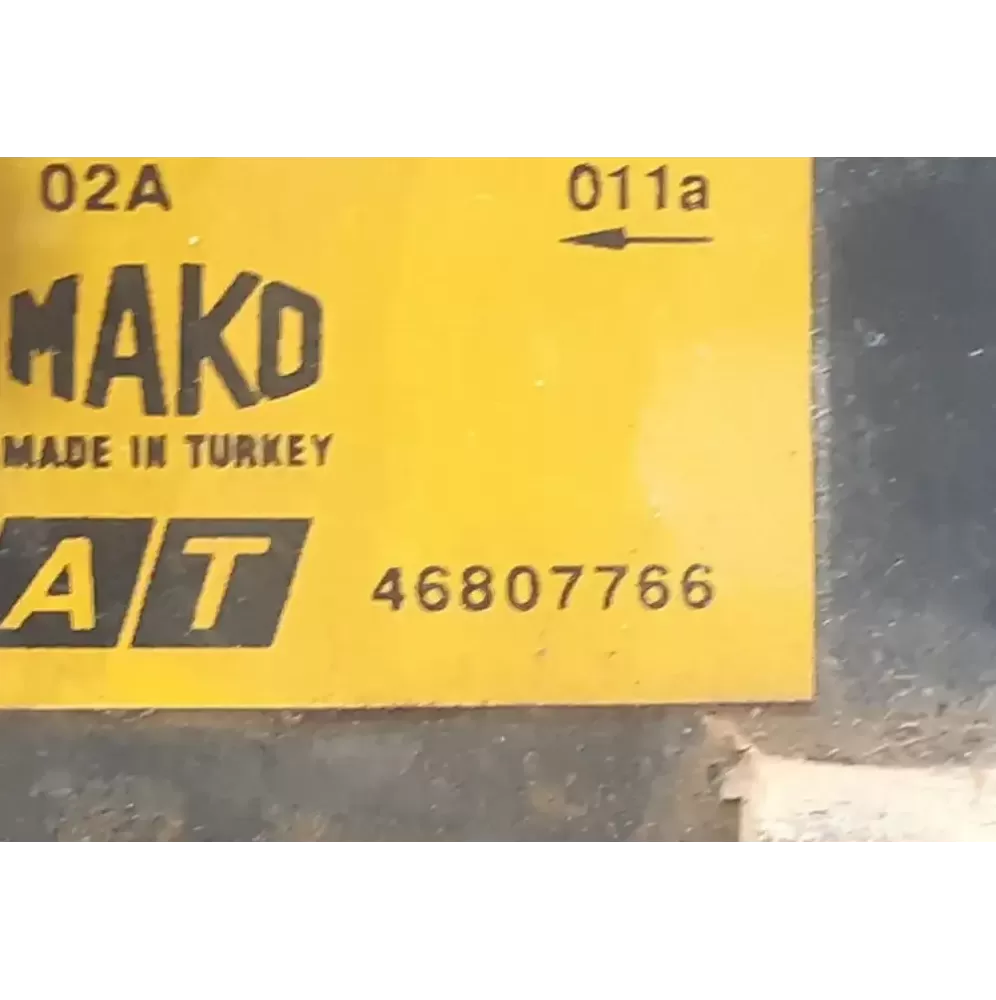 02A 011a
MAKO
MADE IN TURKEY
AT 46807766